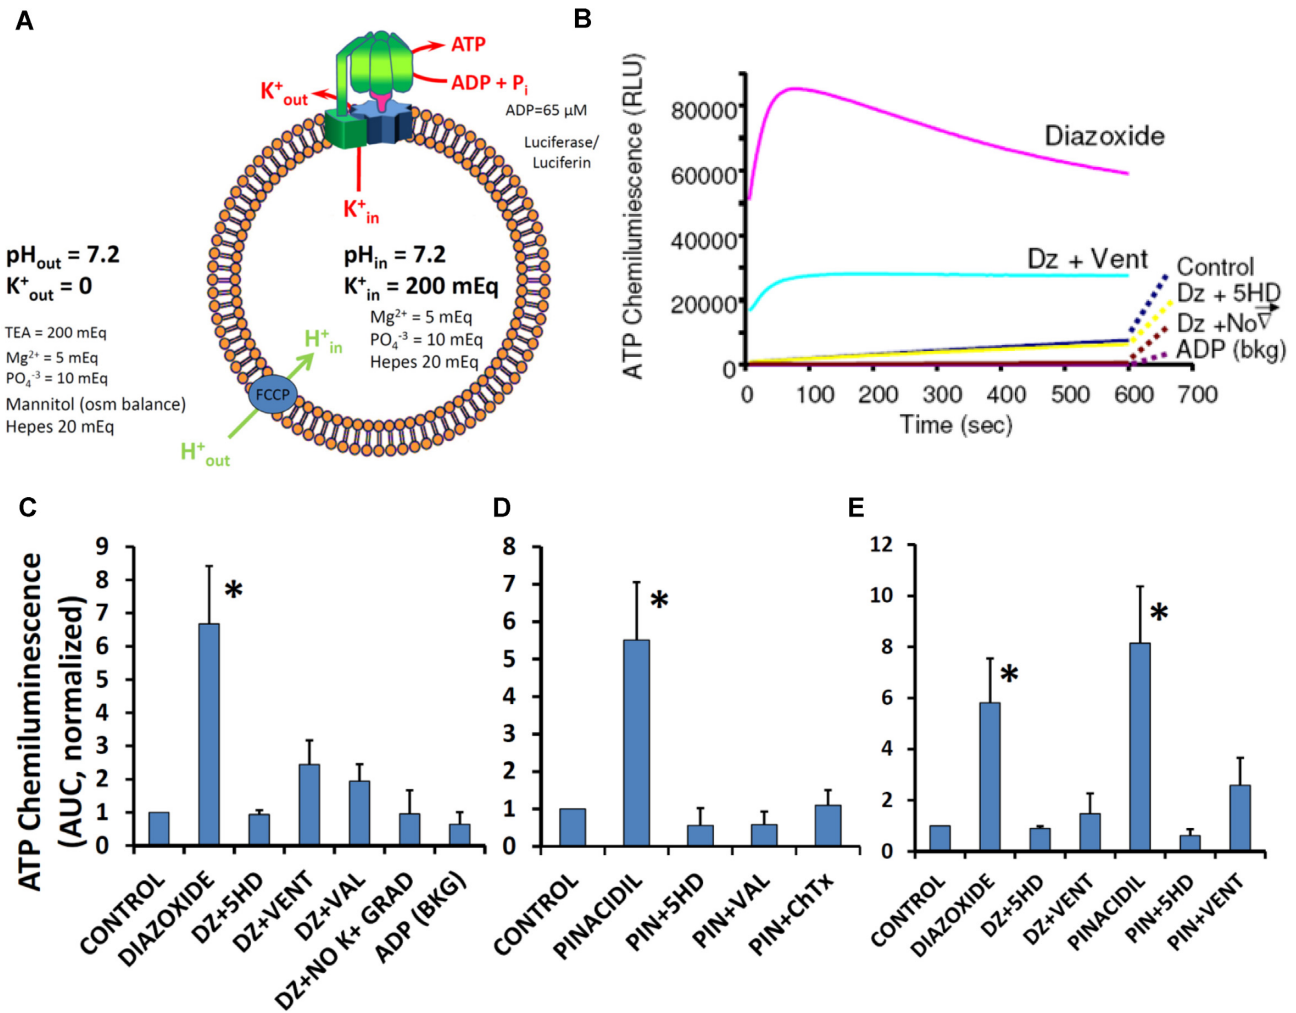 A
ATP
ADP + Pi
K+out
ADP=65 µM
Luciferase/
Luciferin
K+in
pHout = 7.2
K+out = 0
TEA = 200 mEq
Mg2+ = 5 mEq
PO4-3 = 10 mEq
Mannitol (osm balance)
Hepes 20 mEq
pHin = 7.2
K+in = 200 mEq
Mg2+ = 5 mEq
PO4-3 = 10 mEq
Hepes 20 mEq
H+in
FCCP
H+out
B
ATP Chemilumiescence (RLU)
80000
60000
40000
20000
0
0 100 200 300 400 500 600 700
Time (sec)
Diazoxide
Dz + Vent
Control
Dz + 5HD
Dz +No∇
ADP (bkg)
C
ATP Chemiluminescence
(AUC, normalized)
9
8
7
6
5
4
3
2
1
0
*
CONTROL
DIAZOXIDE
DZ+5HD
DZ+VENT
DZ+VAL
DZ+NO K+ GRAD
ADP (BKG)
D
8
7
6
5
4
3
2
1
0
*
CONTROL
PINACIDIL
PIN+5HD
PIN+VAL
PIN+ChTx
E
12
10
8
6
4
2
0
*
*
CONTROL
DIAZOXIDE
DZ+5HD
DZ+VENT
PINACIDIL
PIN+5HD
PIN+VENT